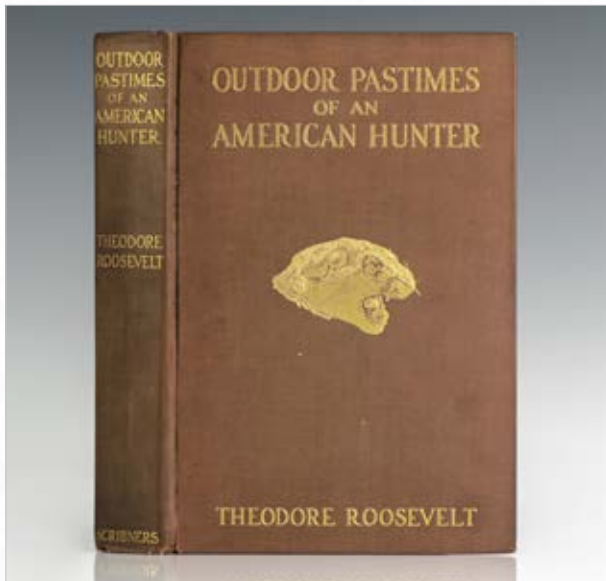 OUTDOOR
PASTIMES
OF AN
AMERICAN
HUNTER
THEODORE
ROOSEVELT
SCRIBNERS
OUTDOOR PASTIMES
OF AN
AMERICAN HUNTER
THEODORE ROOSEVELT